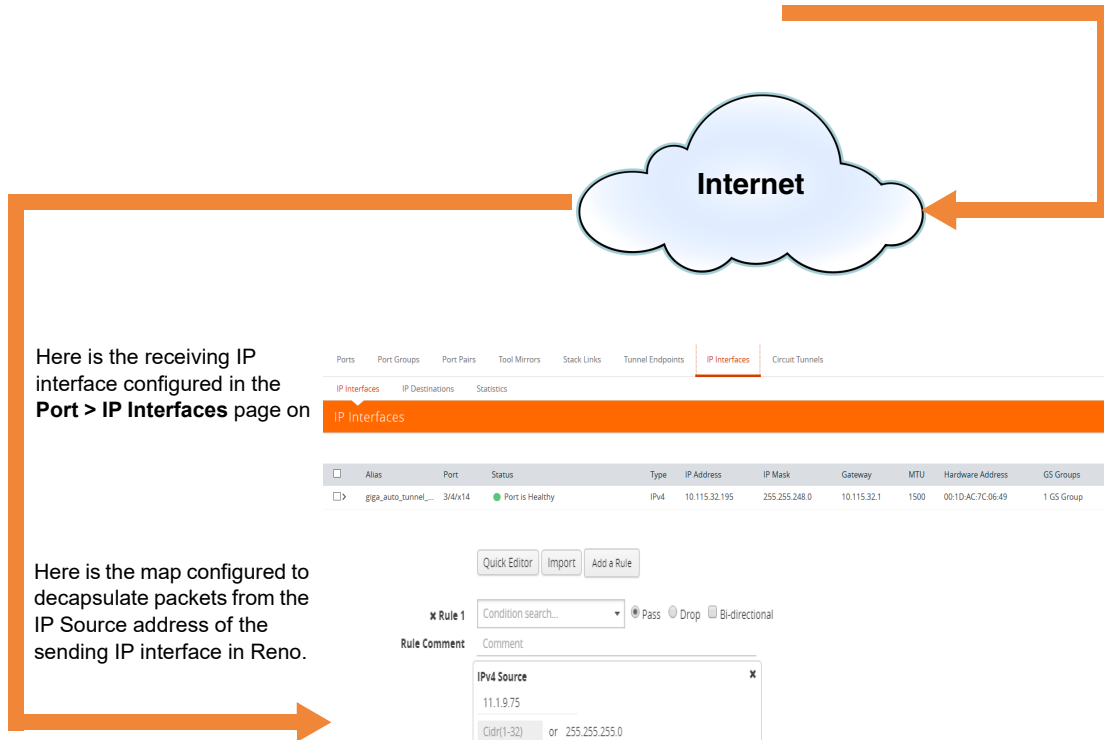 Internet
Here is the receiving IP
interface configured in the
Port > IP Interfaces page on
Ports Port Groups Port Pairs Tool Mirrors Stack Links Tunnel Endpoints IP Interfaces Circuit Tunnels
IP Interfaces IP Destinations Statistics
IP Interfaces
Alias Port Status Type IP Address IP Mask Gateway MTU Hardware Address GS Groups
giga_auto_tunnel_... 3/4/x14 Port is Healthy IPv4 10.115.32.195 255.255.248.0 10.115.32.1 1500 00:1D:AC:7C:06:49 1 GS Group
Here is the map configured to
decapsulate packets from the
IP Source address of the
sending IP interface in Reno.
Quick Editor Import Add a Rule
x Rule 1 Condition search... Pass Drop Bi-directional
Rule Comment Comment
IPv4 Source x
11.1.9.75
Cidr(1-32) or 255.255.255.0